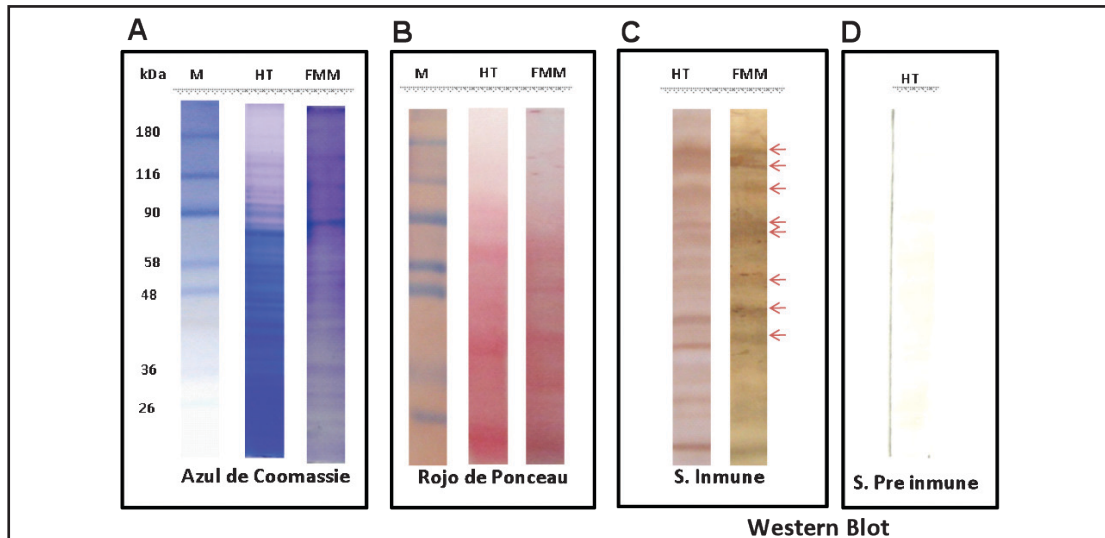 A B C D
kDa M HT FMM M HT FMM HT FMM HT
180
116
90
58
48
36
26
Azul de Coomassie Rojo de Ponceau S. Inmune S. Pre inmune
Western Blot